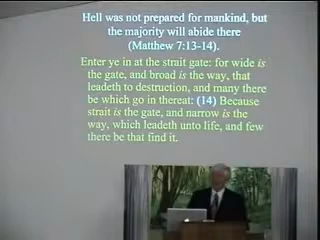 Hell was not prepared for mankind, but
the majority will abide there
(Matthew 7:13-14).
Enter ye in at the strait gate: for wide is
the gate, and broad is the way, that
leadeth to destruction, and many there
be which go in thereat: (14) Because
strait is the gate, and narrow is the
way, which leadeth unto life, and few
there be that find it.